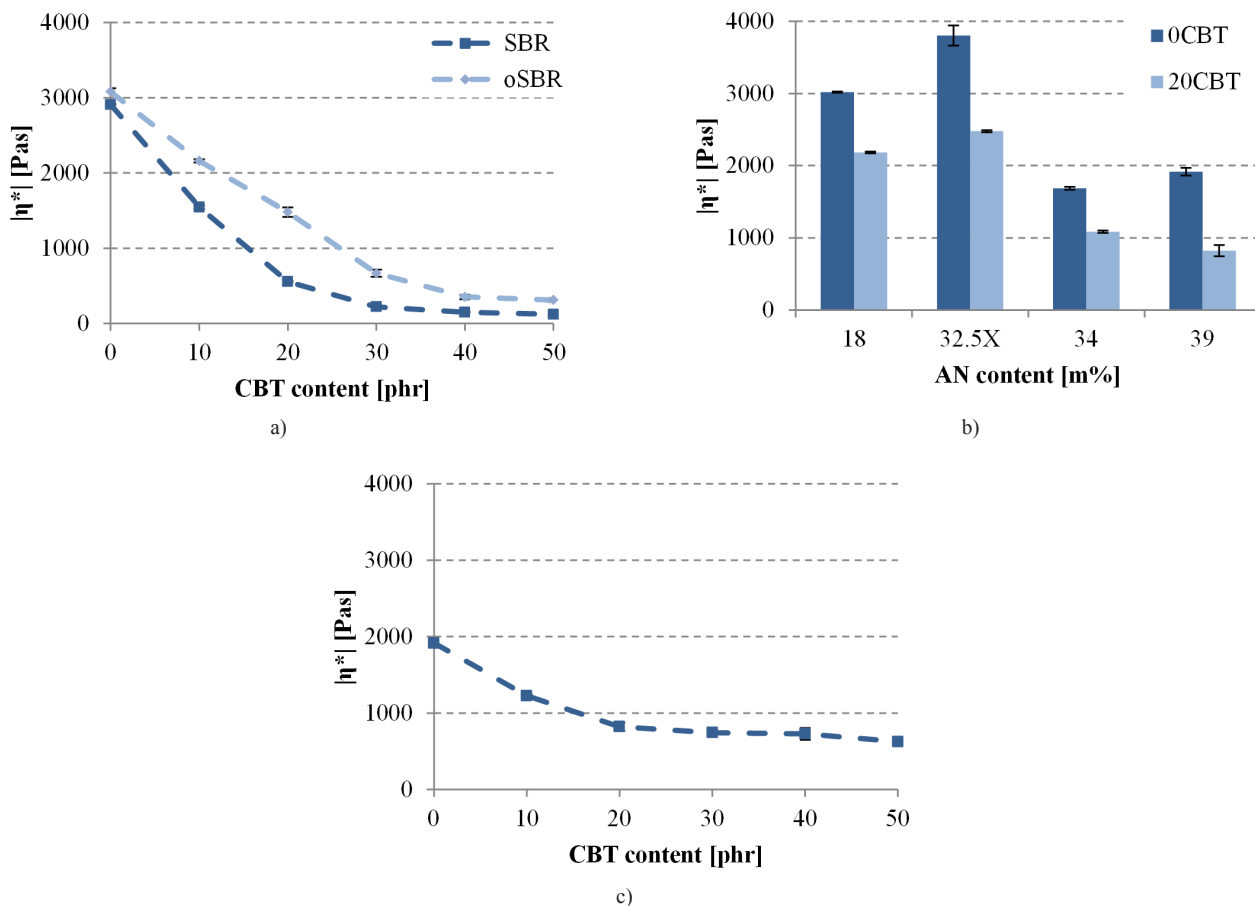 4000
3000
2000
1000
0
|η*| [Pas]
SBR
oSBR
0 10 20 30 40 50
CBT content [phr]
a)
4000
3000
2000
1000
0
|η*| [Pas]
0CBT
20CBT
18 32.5X 34 39
AN content [m%]
b)
4000
3000
2000
1000
0
|η*| [Pas]
0 10 20 30 40 50
CBT content [phr]
c)